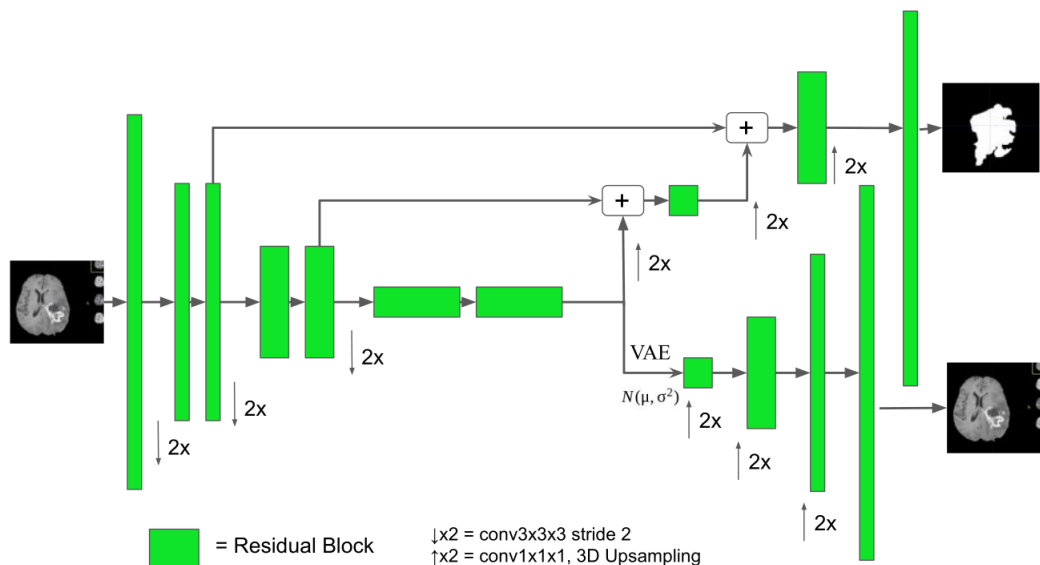 +
2x
+
2x
2x
2x
VAE
2x
N(μ, σ²)
2x
2x
2x
2x
= Residual Block
↓x2 = conv3x3x3 stride 2
↑x2 = conv1x1x1, 3D Upsampling